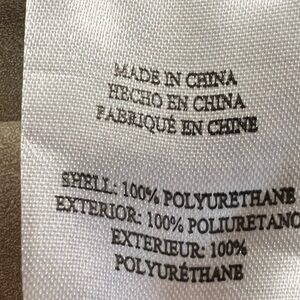 MADE IN CHINA
HECHO EN CHINA
FABRIQUÉ EN CHINE
SHELL: 100% POLYURETHANE
EXTERIOR: 100% POLIURETANO
EXTERIEUR: 100%
POLYURÉTHANE